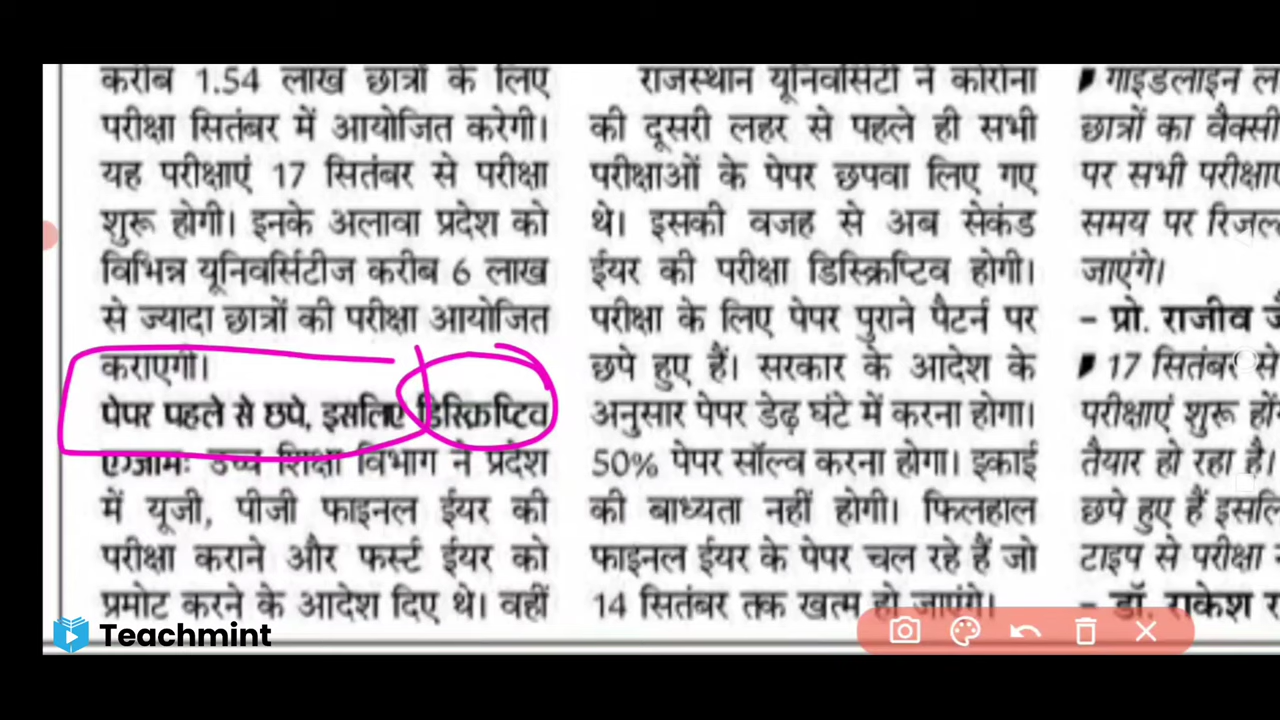 करीब 1.54 लाख छात्रों के लिए
परीक्षा सितंबर में आयोजित करेगी।
यह परीक्षाएं 17 सितंबर से परीक्षा
शुरू होगी। इनके अलावा प्रदेश को
विभिन्न यूनिवर्सिटीज करीब 6 लाख
से ज्यादा छात्रों की परीक्षा आयोजित
कराएगी।
पेपर पहले से छपे, इसलिए डिस्क्रिप्टिव
एग्जामः उच्च शिक्षा विभाग ने प्रदेश
में यूजी, पीजी फाइनल ईयर की
परीक्षा कराने और फर्स्ट ईयर को
प्रमोट करने के आदेश दिए थे। वहीं
राजस्थान यूनिवर्सिटी ने कोरोना
की दूसरी लहर से पहले ही सभी
परीक्षाओं के पेपर छपवा लिए गए
थे। इसकी वजह से अब सेकंड
ईयर की परीक्षा डिस्क्रिप्टिव होगी।
परीक्षा के लिए पेपर पुराने पैटर्न पर
छपे हुए हैं। सरकार के आदेश के
अनुसार पेपर डेढ़ घंटे में करना होगा।
50% पेपर सॉल्व करना होगा। इकाई
की बाध्यता नहीं होगी। फिलहाल
फाइनल ईयर के पेपर चल रहे हैं जो
14 सितंबर तक खत्म हो जाएंगे।
गाइडलाइन
छात्रों का
पर सभी
समय पर
जाएंगे।
- प्रो. राजीव
17 सितंबर से
परीक्षाएं शुरू
तैयार हो रहा है।
छपे हुए हैं
टाइप से परीक्षा
- डॉ. राकेश
Teachmint